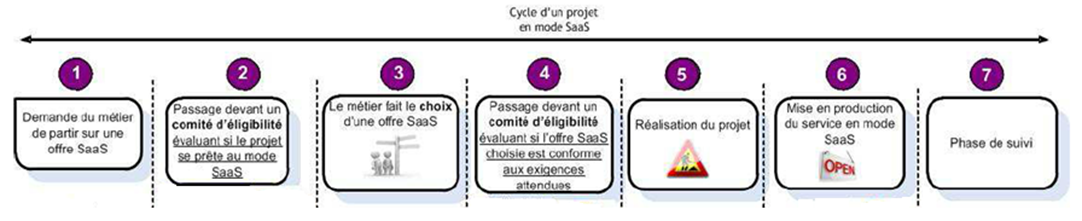 Cycle d'un projet
en mode SaaS
1
Demande du métier
de partir sur une
offre SaaS
2
Passage devant un
comité d'éligibilité
évaluant si le projet
se prête au mode
SaaS
3
Le métier fait le choix
d'une offre SaaS
4
Passage devant un
comité d'éligibilité
évaluant si l'offre SaaS
choisie est conforme
aux exigences
attendues
5
Réalisation du projet
6
Mise en production
du service en mode
SaaS
OPEN
7
Phase de suivi